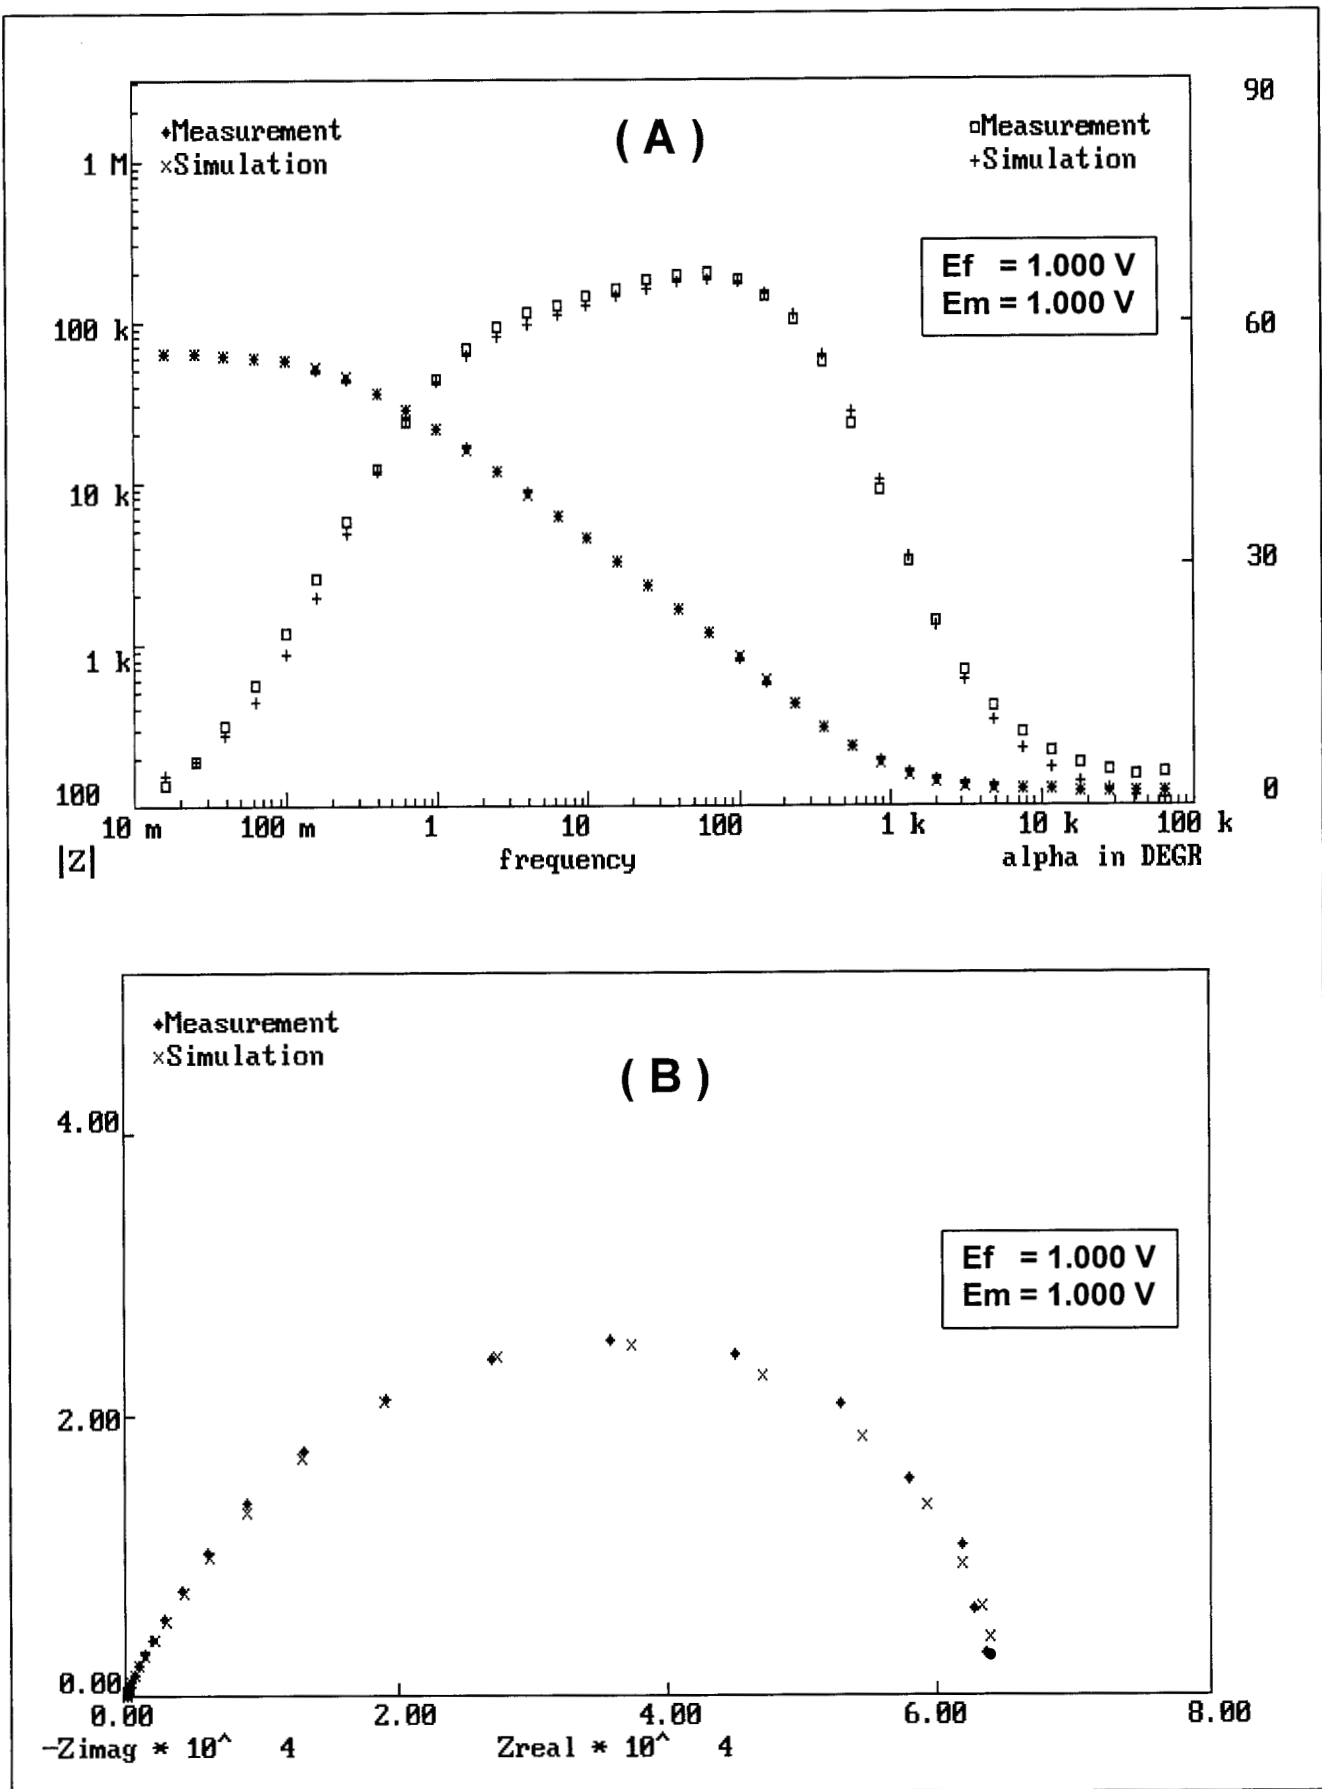 90
♦Measurement
( A )
□Measurement
×Simulation
+Simulation
1 M
Ef = 1.000 V
Em = 1.000 V
100 k
60
10 k
30
1 k
100
0
10 m
100 m
1
10
100
1 k
10 k
100 k
|Z|
frequency
alpha in DEGR
♦Measurement
×Simulation
( B )
4.00
Ef = 1.000 V
Em = 1.000 V
2.00
0.00
0.00
2.00
4.00
6.00
8.00
-Zimag * 10^ 4
Zreal * 10^ 4